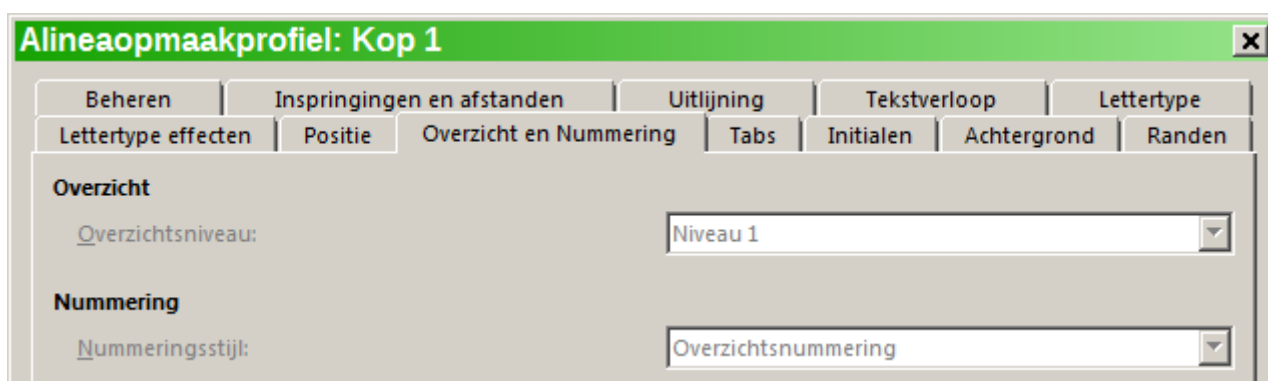 Alineaopmaakprofiel: Kop 1
Beheren Inspringingen en afstanden Uitlijning Tekstverloop Lettertype
Lettertype effecten Positie Overzicht en Nummering Tabs Initialen Achtergrond Randen
Overzicht
Overzichtsniveau: Niveau 1
Nummering
Nummeringsstijl: Overzichtsnummering